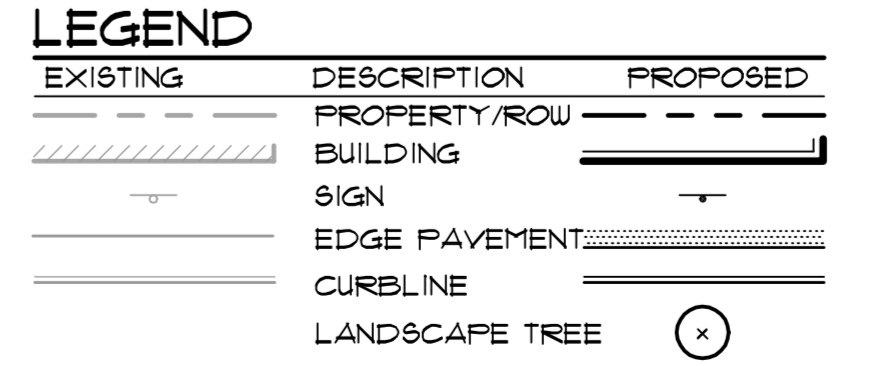 LEGEND
EXISTING DESCRIPTION PROPOSED
PROPERTY/ROW
BUILDING
SIGN
EDGE PAVEMENT
CURBLINE
LANDSCAPE TREE